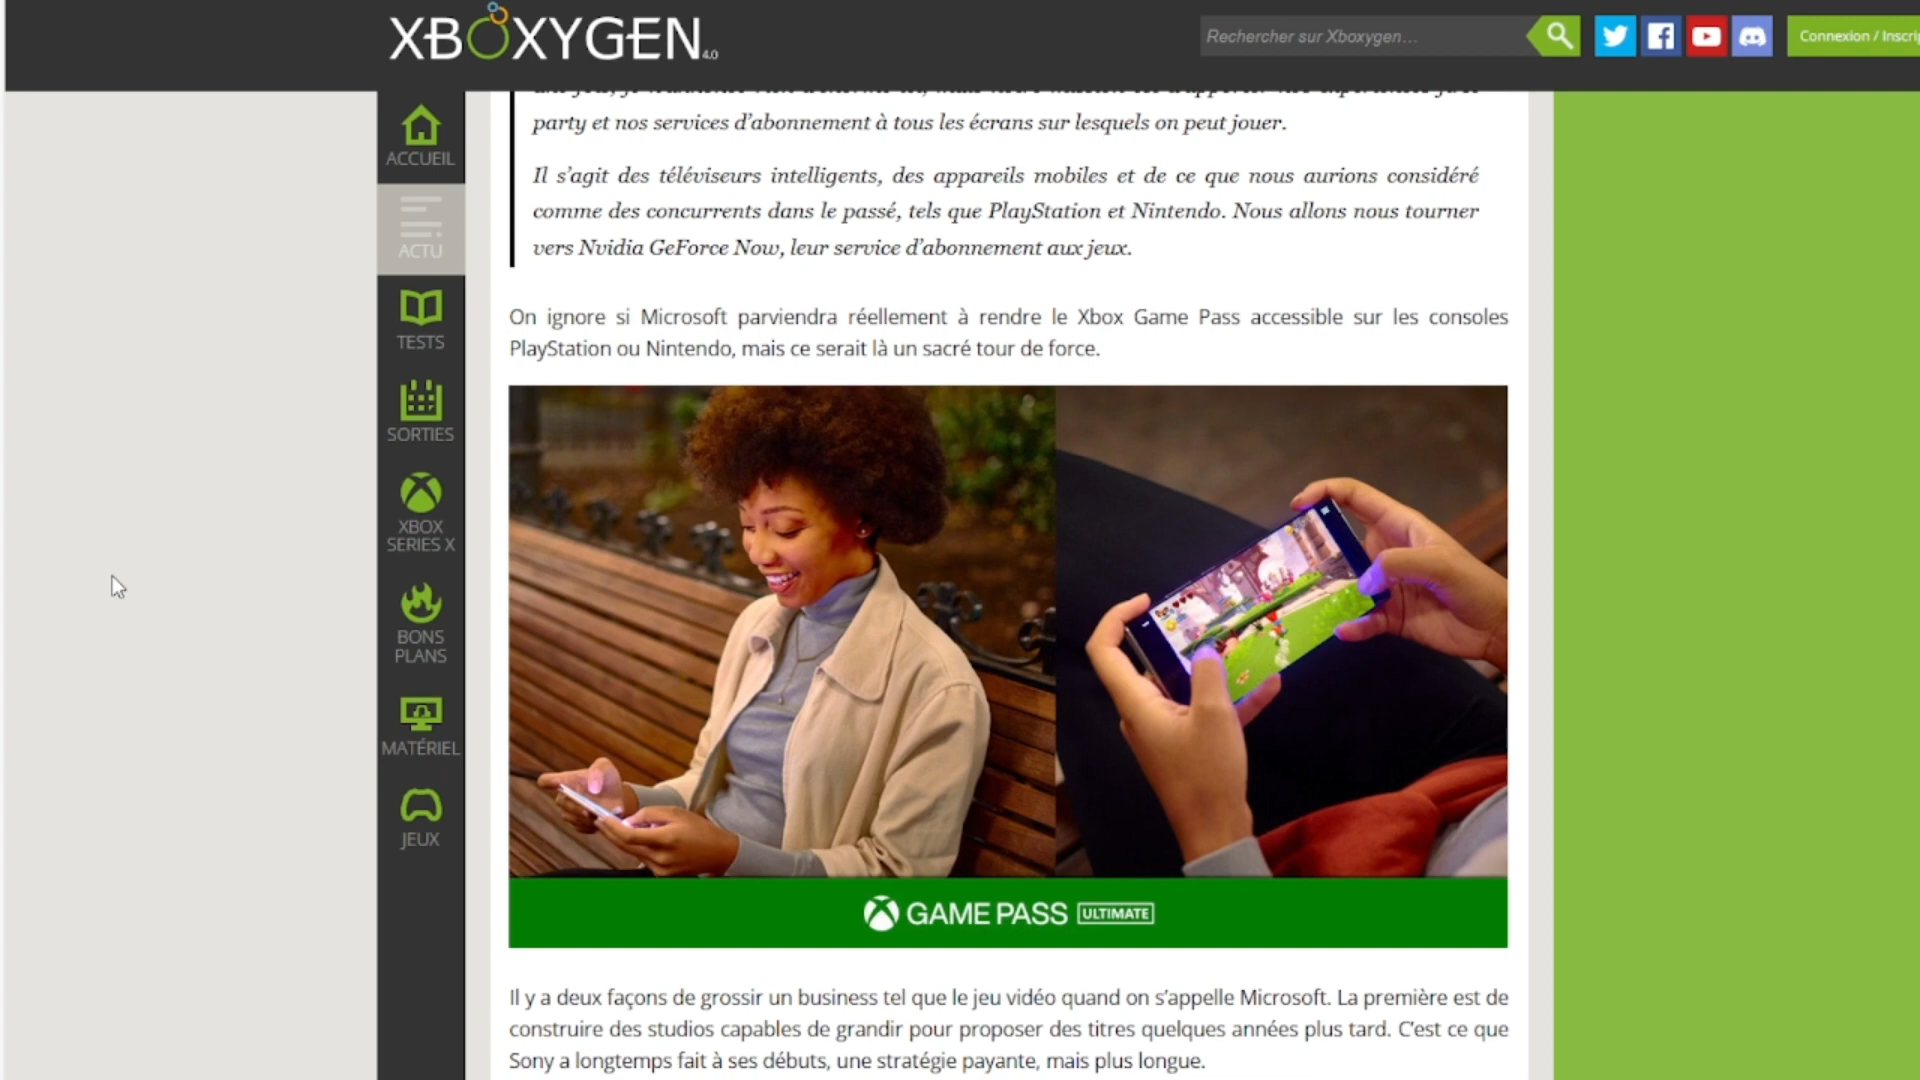 XBOXYGEN 4.0
Rechercher sur Xboxygen...
Connexion /
party et nos services d'abonnement à tous les écrans sur lesquels on peut jouer.
Il s'agit des téléviseurs intelligents, des appareils mobiles et de ce que nous aurions considéré
comme des concurrents dans le passé, tels que PlayStation et Nintendo. Nous allons nous tourner
vers Nvidia GeForce Now, leur service d'abonnement aux jeux.
On ignore si Microsoft parviendra réellement à rendre le Xbox Game Pass accessible sur les consoles
PlayStation ou Nintendo, mais ce serait là un sacré tour de force.
GAME PASS ULTIMATE
Il y a deux façons de grossir un business tel que le jeu vidéo quand on s'appelle Microsoft. La première est de
construire des studios capables de grandir pour proposer des titres quelques années plus tard. C'est ce que
Sony a longtemps fait à ses débuts, une stratégie payante, mais plus longue.
ACCUEIL
ACTU
TESTS
SORTIES
XBOX
SERIES X
BONS
PLANS
MATÉRIEL
JEUX